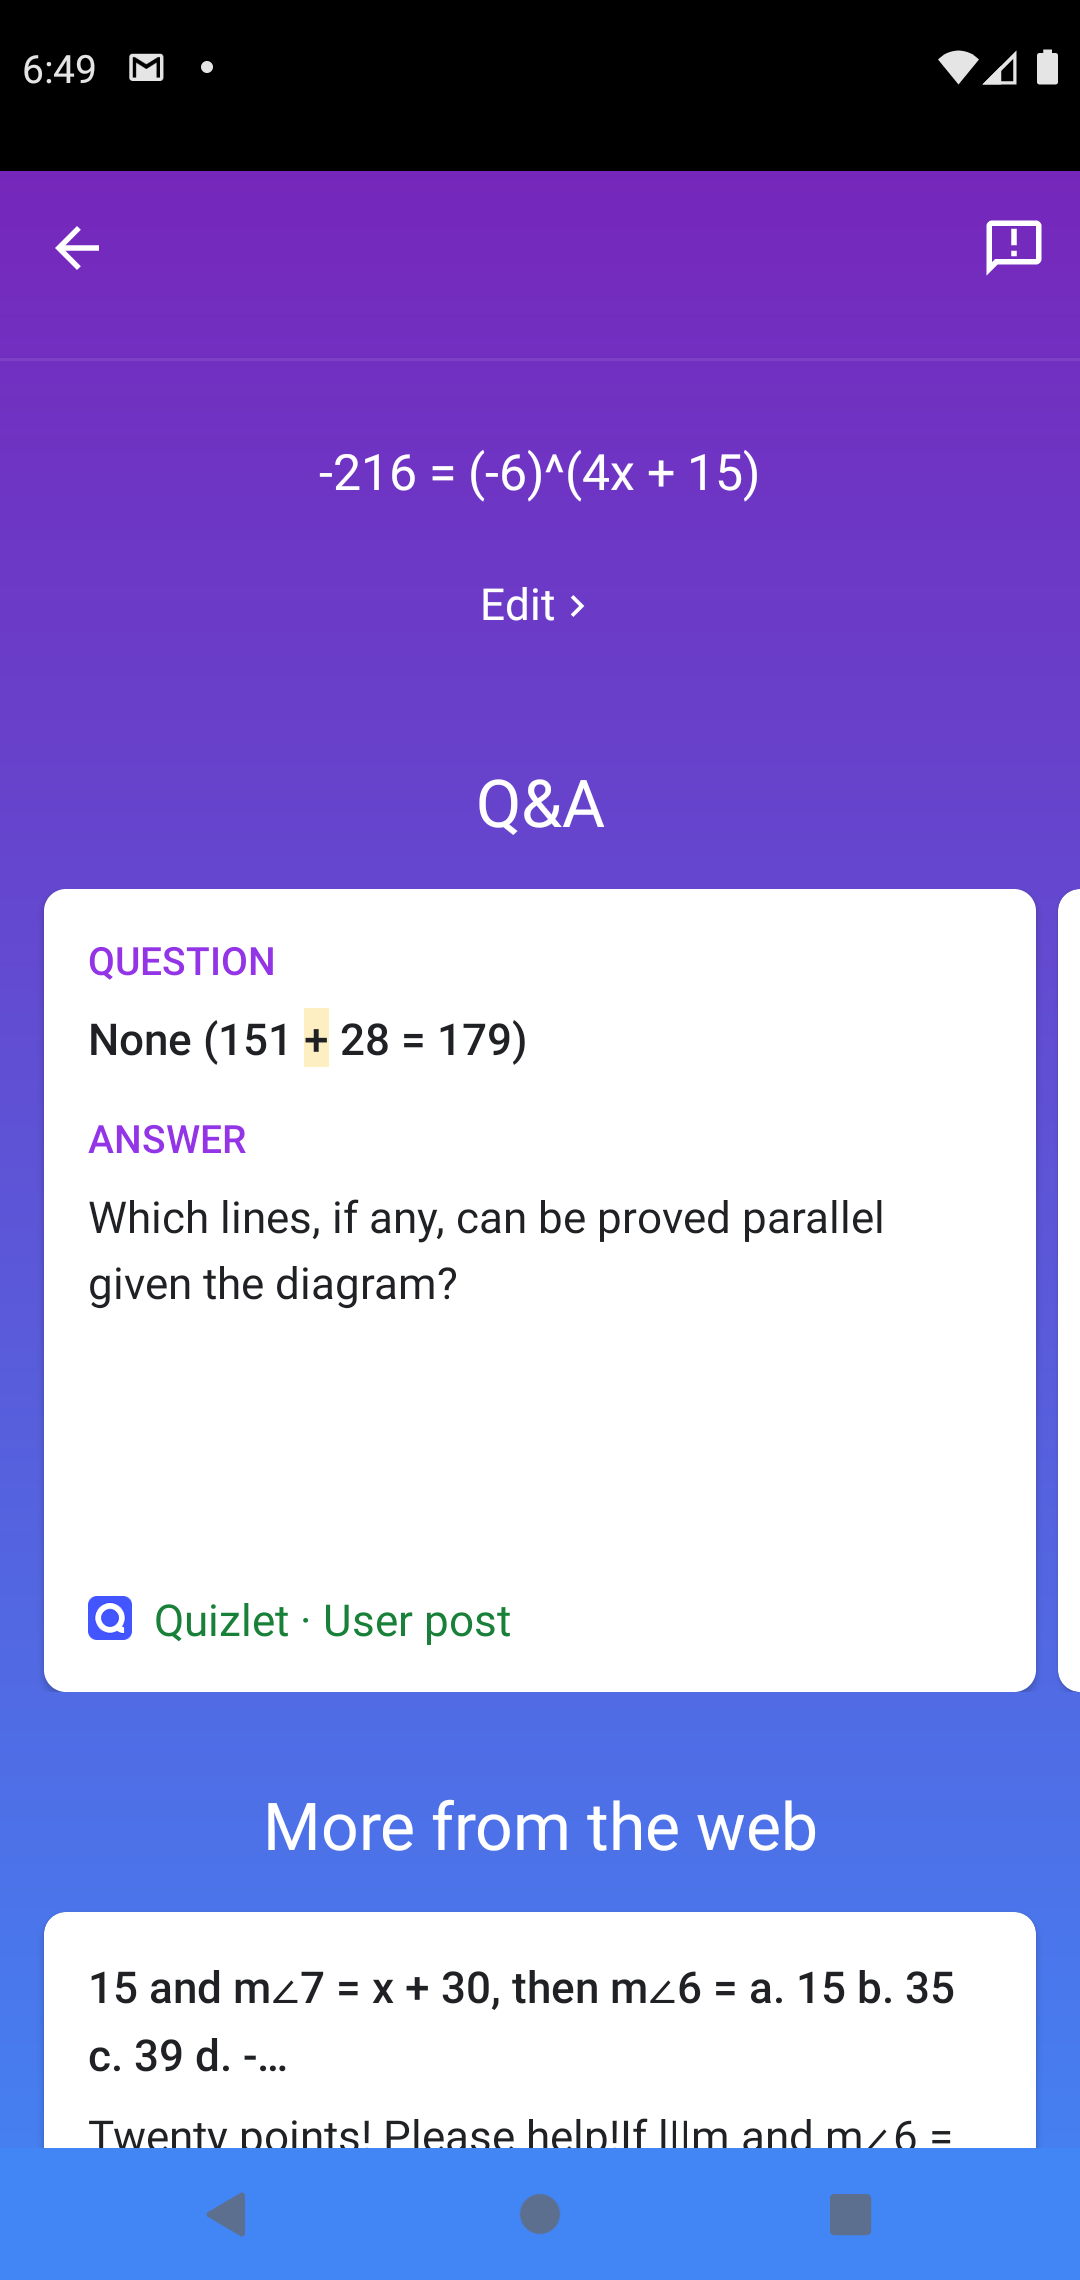 6:49
-216 = (-6)^(4x + 15)
Edit
Q&A
QUESTION
None (151 + 28 = 179)
ANSWER
Which lines, if any, can be proved parallel
given the diagram?
Quizlet · User post
More from the web
15 and m∠7 = x + 30, then m∠6 = a. 15 b. 35
c. 39 d. -...
Twenty points! Please help!If l||m and m∠6 =